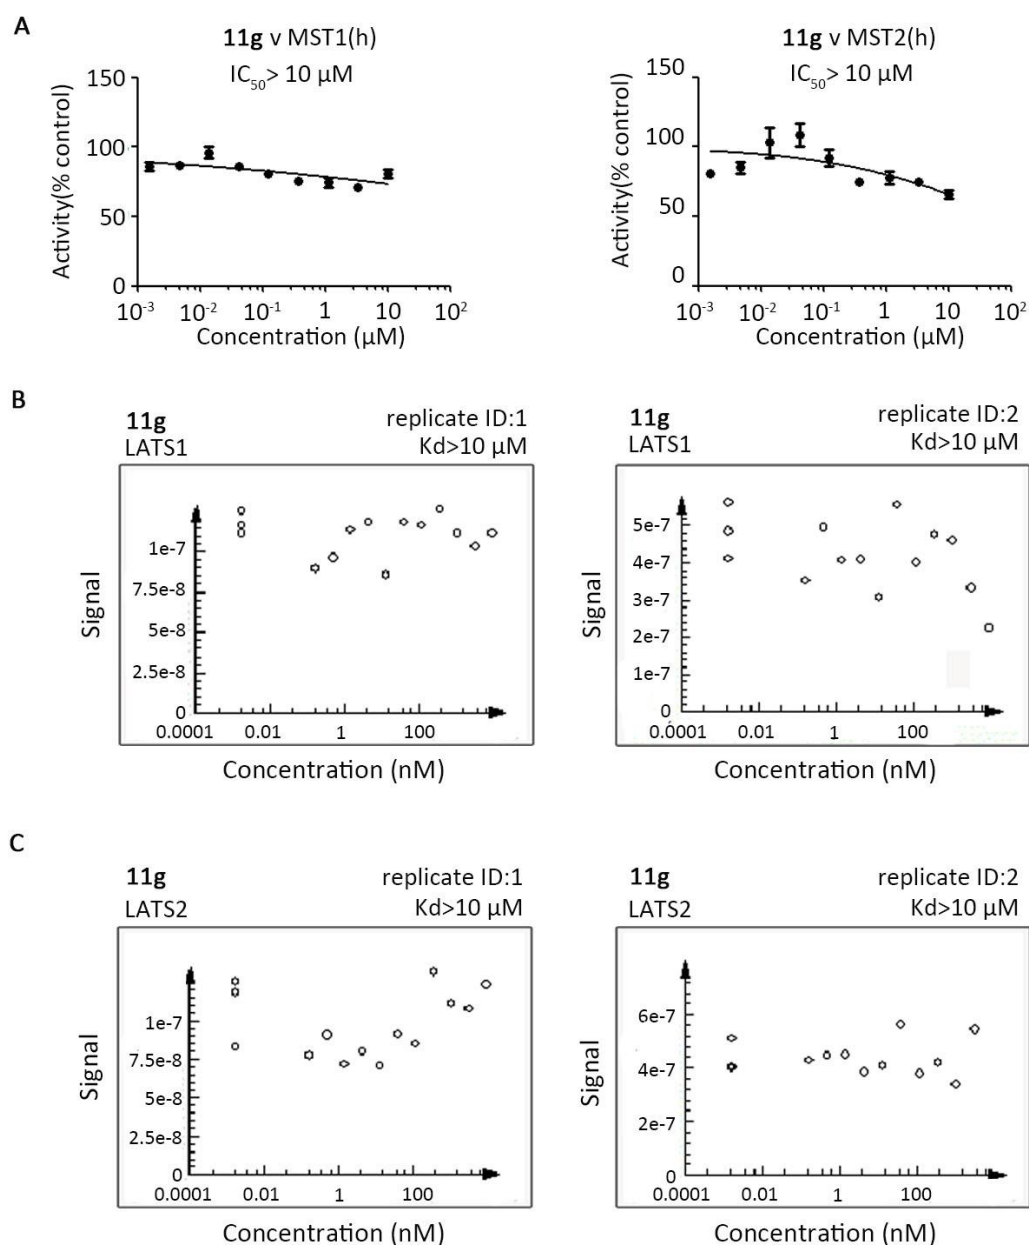 A
11g v MST1(h)
IC50> 10 µM
Activity(% control)
150
100
50
0
10-3
10-2
10-1
1
10
102
Concentration (µM)
11g v MST2(h)
IC50> 10 µM
Activity(% control)
150
100
50
0
10-3
10-2
10-1
1
10
102
Concentration (µM)
B
11g
replicate ID:1
LATS1
Kd>10 µM
Signal
1e-7
7.5e-8
5e-8
2.5e-8
0
0.0001
0.01
1
100
Concentration (nM)
11g
replicate ID:2
LATS1
Kd>10 µM
Signal
5e-7
4e-7
3e-7
2e-7
1e-7
0
0.0001
0.01
1
100
Concentration (nM)
C
11g
replicate ID:1
LATS2
Kd>10 µM
Signal
1e-7
7.5e-8
5e-8
2.5e-8
0
0.0001
0.01
1
100
Concentration (nM)
11g
replicate ID:2
LATS2
Kd>10 µM
Signal
6e-7
4e-7
2e-7
0
0.0001
0.01
1
100
Concentration (nM)